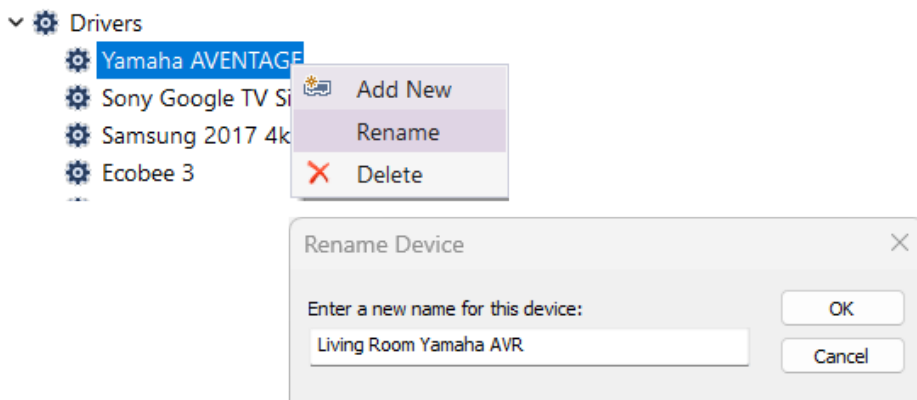 Drivers
Yamaha AVENTAGE
Add New
Sony Google TV Si
Rename
Samsung 2017 4k
Delete
Ecobee 3
Rename Device
Enter a new name for this device:
OK
Living Room Yamaha AVR
Cancel